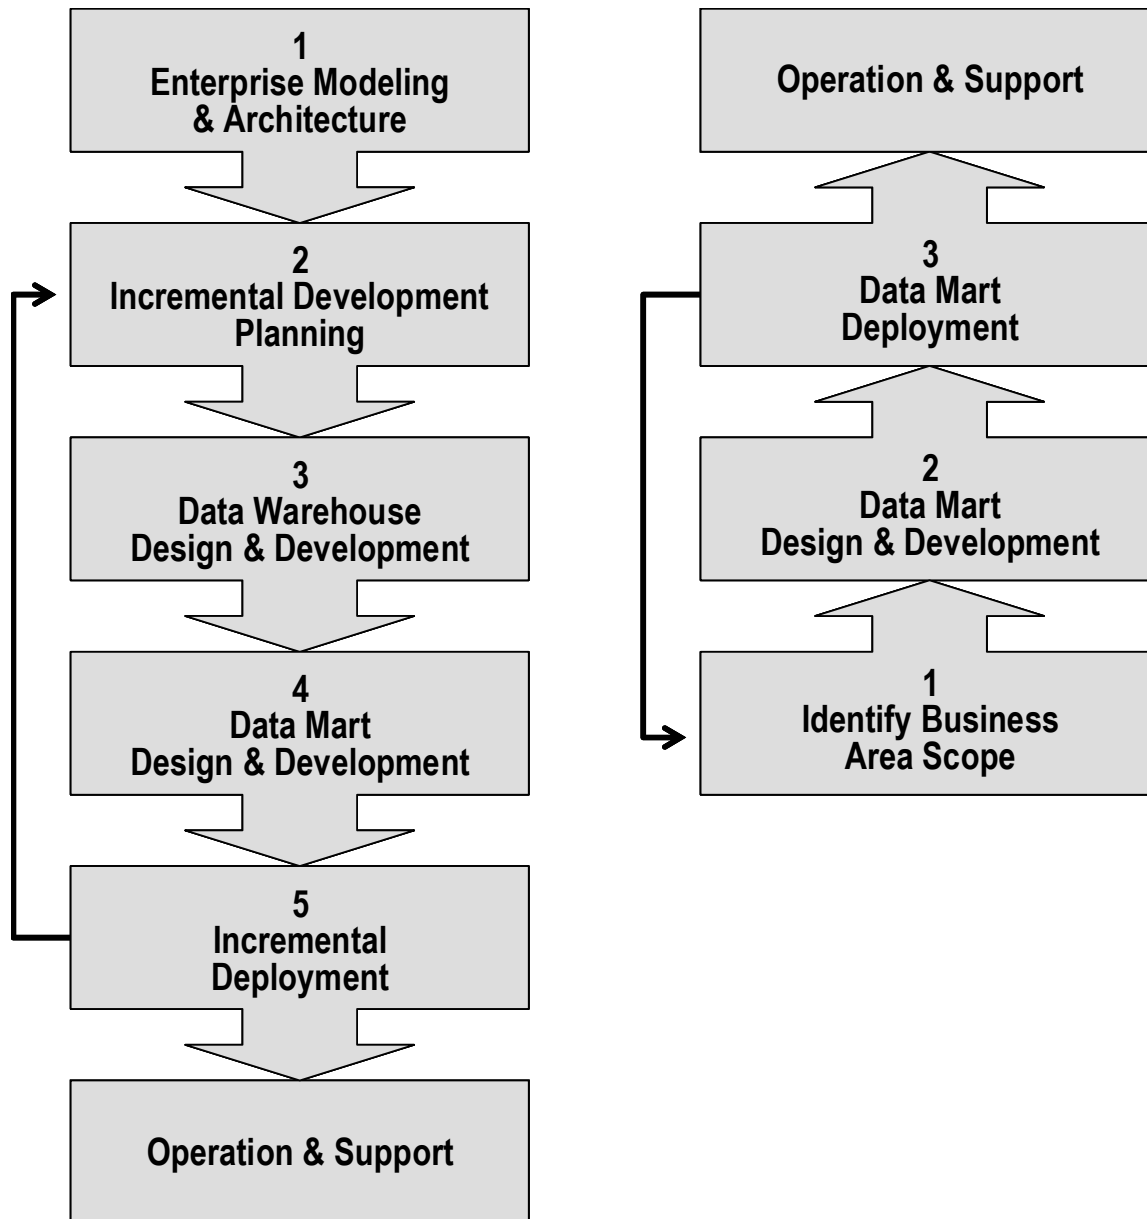 1
Enterprise Modeling
& Architecture
2
Incremental Development
Planning
3
Data Warehouse
Design & Development
4
Data Mart
Design & Development
5
Incremental
Deployment
Operation & Support
Operation & Support
3
Data Mart
Deployment
2
Data Mart
Design & Development
1
Identify Business
Area Scope